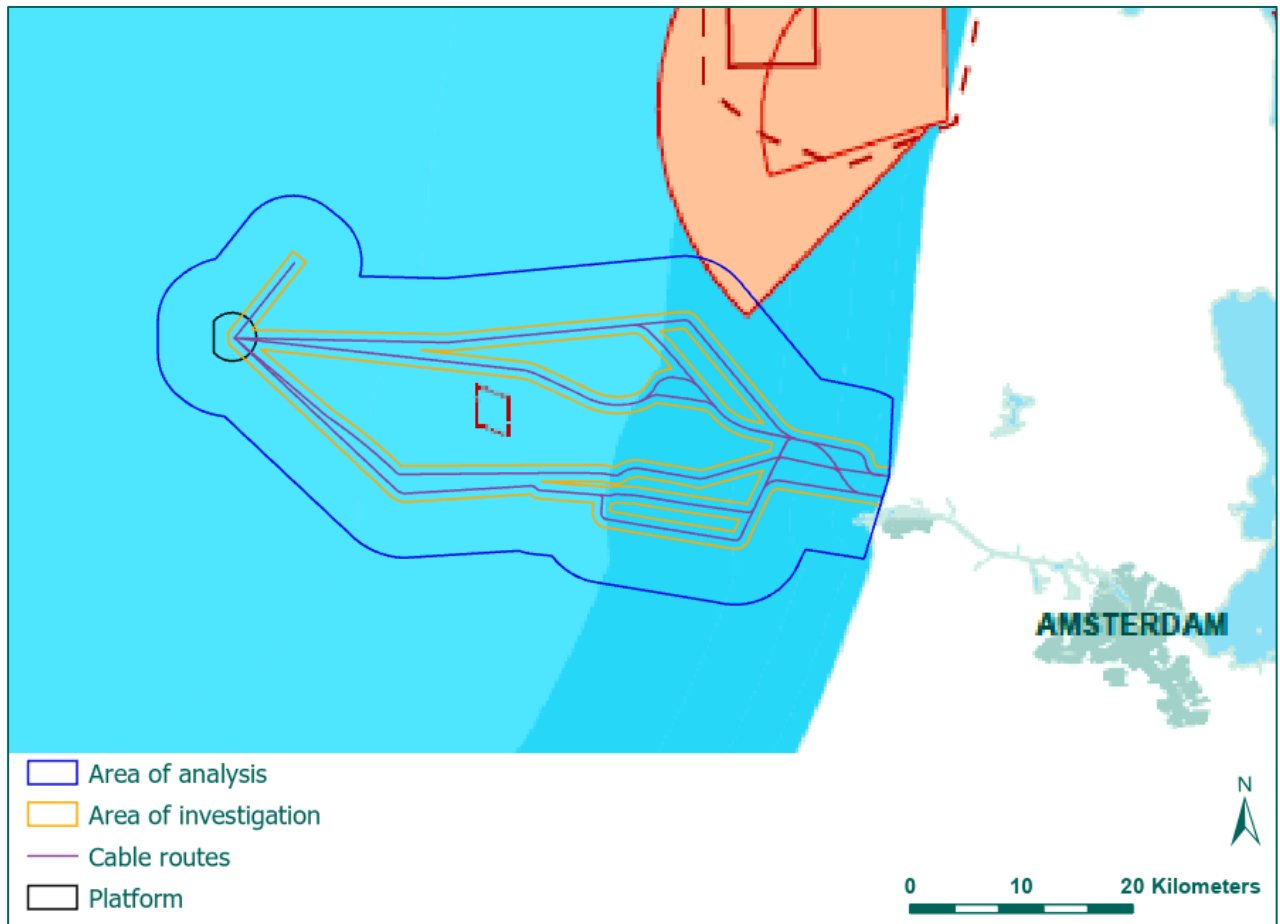 AMSTERDAM
Area of analysis
Area of investigation
Cable routes
Platform
N
0 10 20 Kilometers